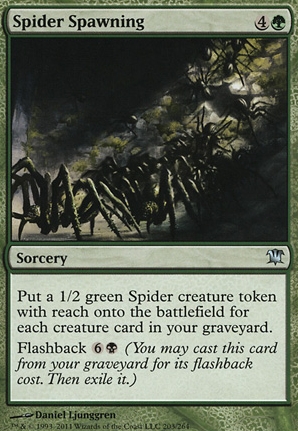 Spider Spawning 4
Sorcery
Put a 1/2 green Spider creature token
with reach onto the battlefield for
each creature card in your graveyard.
Flashback 6 (You may cast this card
from your graveyard for its flashback
cost. Then exile it.)
Daniel Ljunggren
™ & © 1993–2011 Wizards of the Coast LLC 203/264